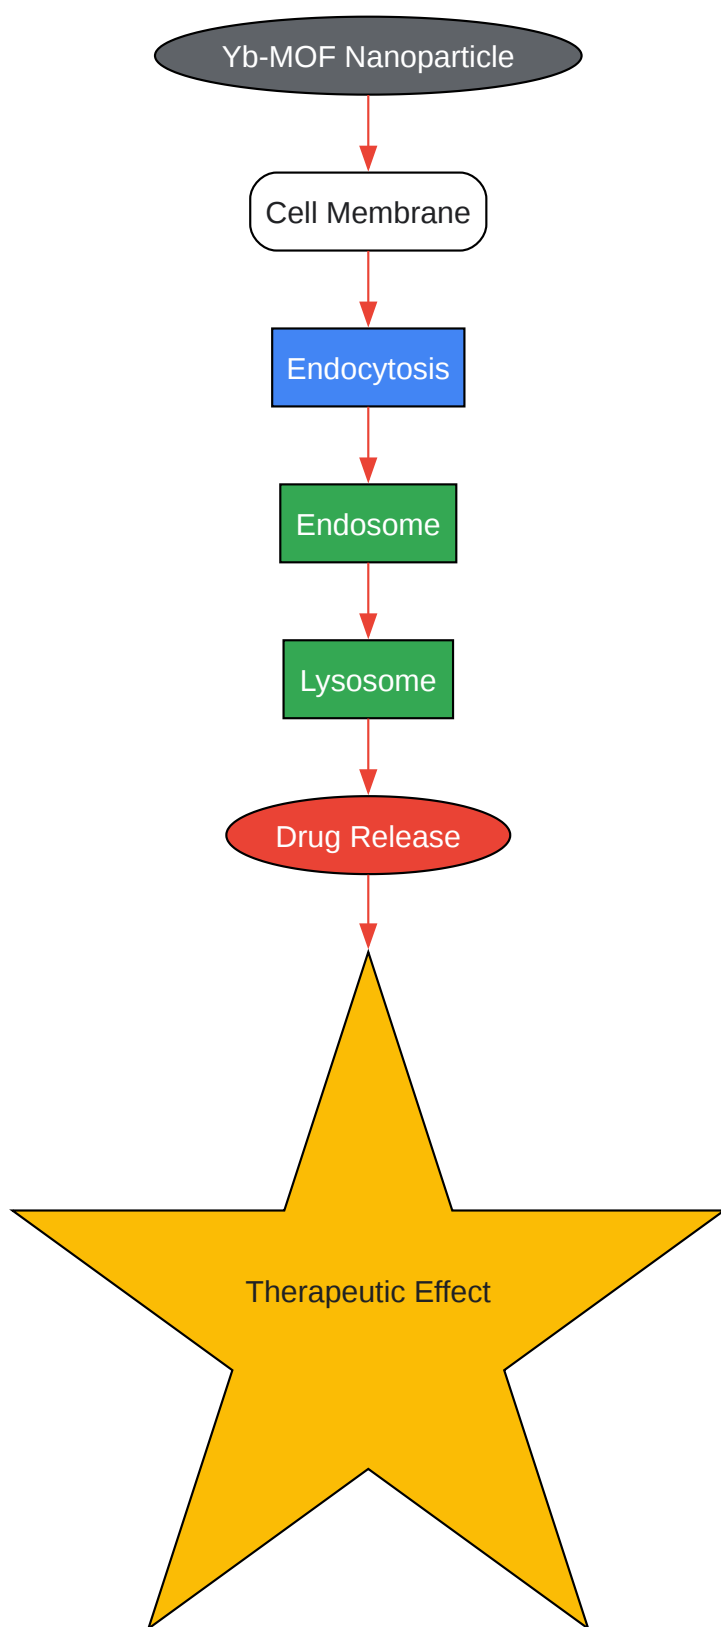 Yb-MOF Nanoparticle
Cell Membrane
Endocytosis
Endosome
Lysosome
Drug Release
Therapeutic Effect